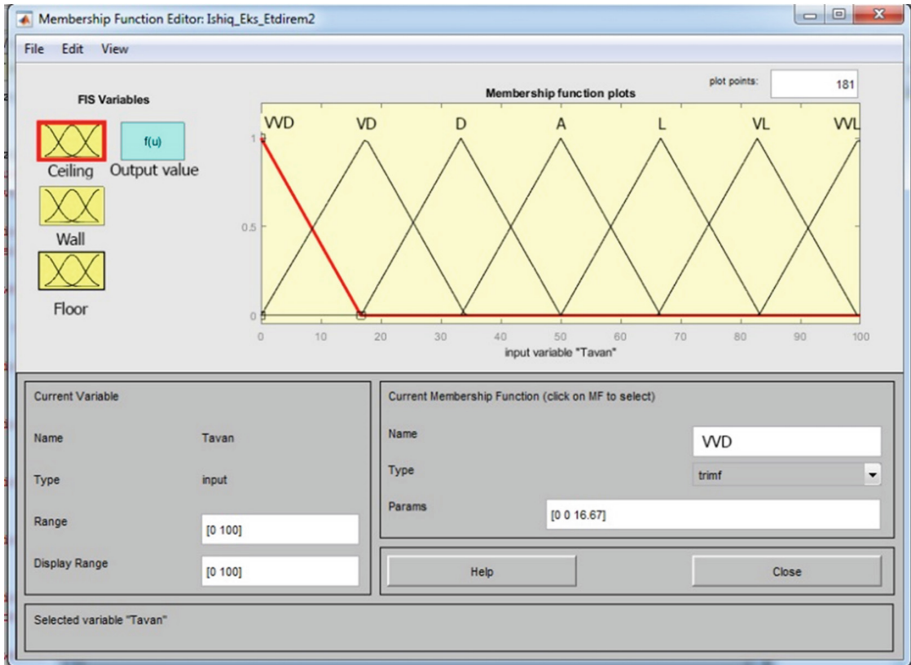 Membership Function Editor: Ishiq_Eks_Etdirem2
File Edit View
FIS Variables
f(u)
Ceiling Output value
Wall
Floor
plot points: 181
Membership function plots
VVD VD D A L VL VVL
1
0.5
0
0 10 20 30 40 50 60 70 80 90 100
input variable "Tavan"
Current Variable
Name Tavan
Type input
Range [0 100]
Display Range [0 100]
Current Membership Function (click on MF to select)
Name VVD
Type trimf
Params [0 0 16.67]
Help Close
Selected variable "Tavan"